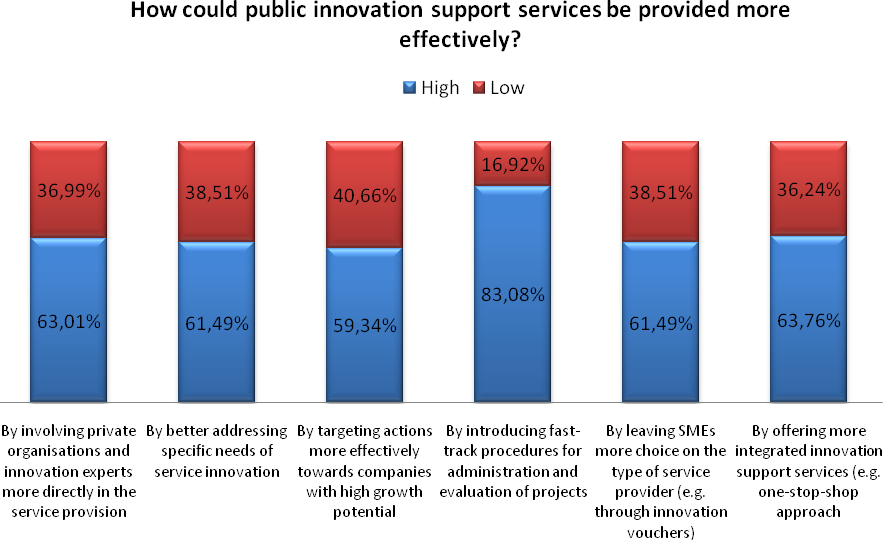 How could public innovation support services be provided more
effectively?
High Low
36,99% 38,51% 40,66% 16,92% 38,51% 36,24%
63,01% 61,49% 59,34% 83,08% 61,49% 63,76%
By involving private
organisations and
innovation experts
more directly in the
service provision
By better addressing
specific needs of
service innovation
By targeting actions
more effectively
towards companies
with high growth
potential
By introducing fast-
track procedures for
administration and
evaluation of projects
By leaving SMEs
more choice on the
type of service
provider (e.g.
through innovation
vouchers)
By offering more
integrated innovation
support services (e.g.
one-stop-shop
approach